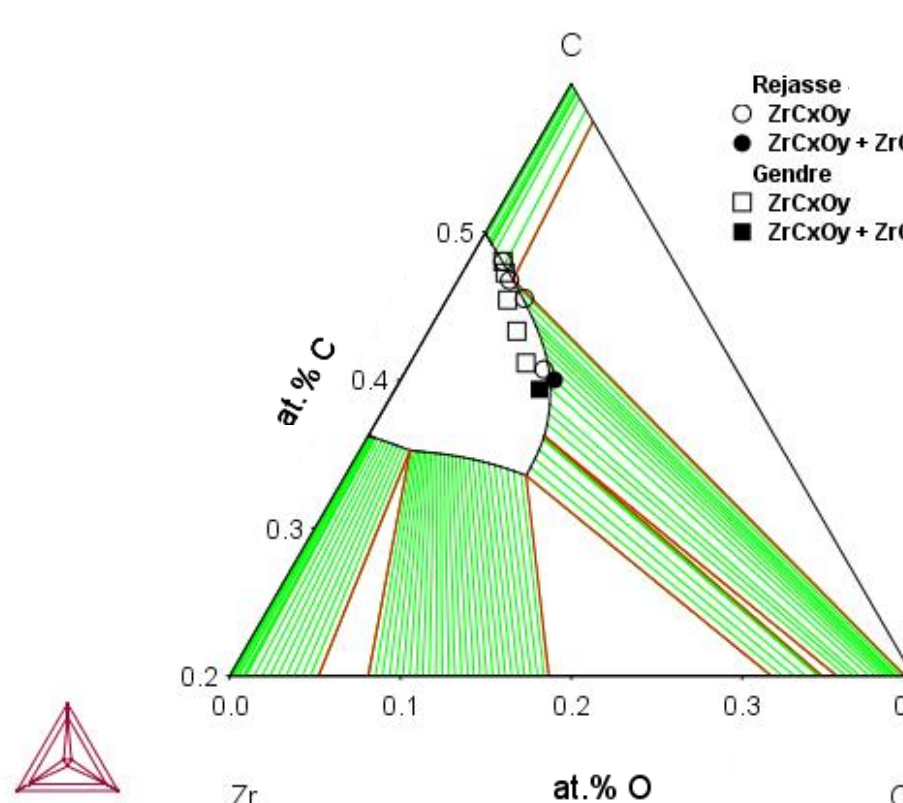 C
Rejasse
ZrCxOy
ZrCxOy + Zr
Gendre
ZrCxOy
ZrCxOy + Zr
0.5
at.% C
0.4
0.3
0.2
0.0 0.1 0.2 0.3
Zr at.% O